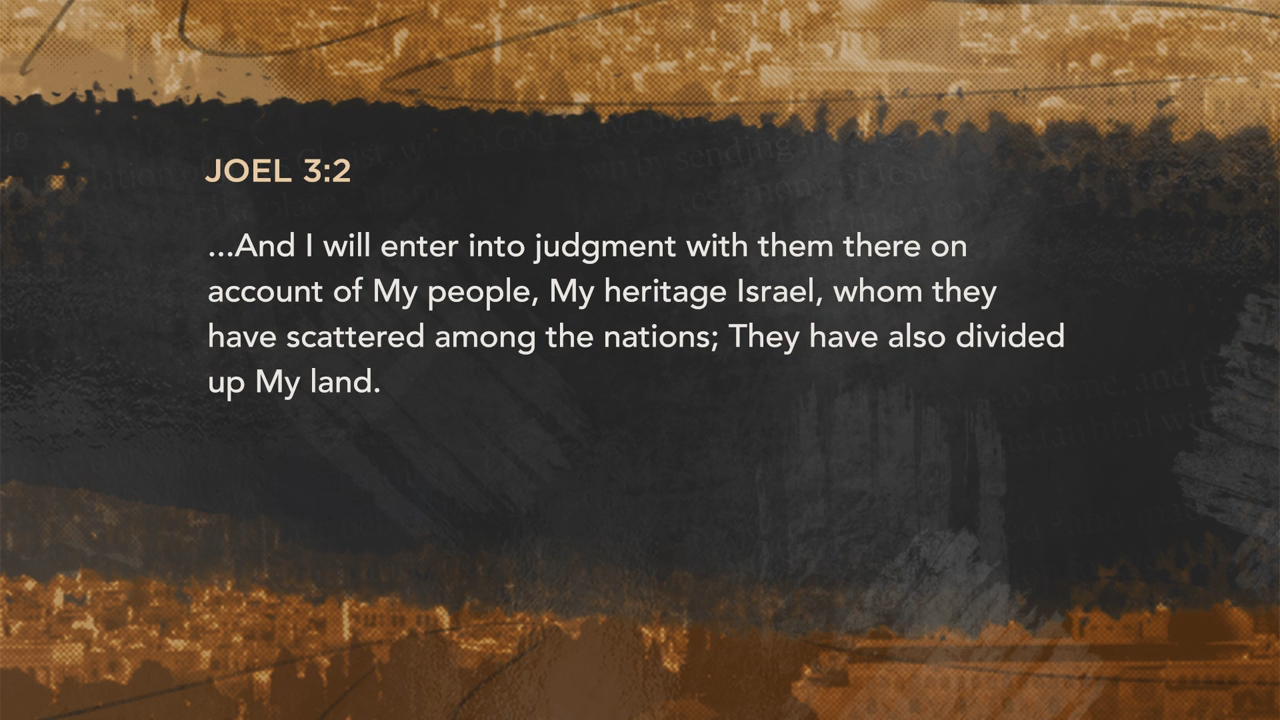 JOEL 3:2
...And I will enter into judgment with them there on
account of My people, My heritage Israel, whom they
have scattered among the nations; They have also divided
up My land.